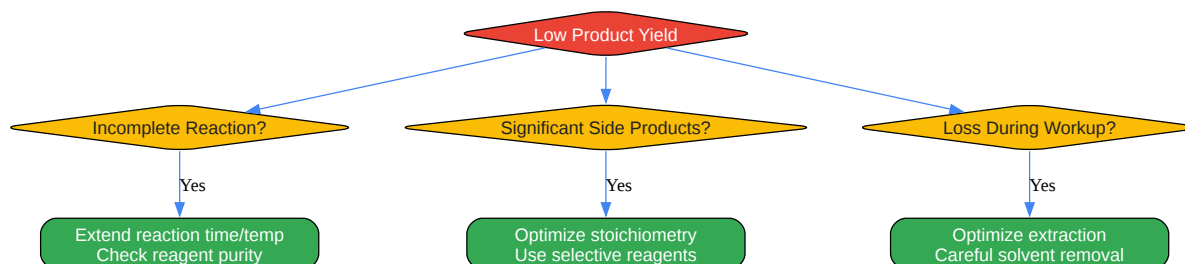 Low Product Yield
Incomplete Reaction?
Significant Side Products?
Loss During Workup?
Yes
Yes
Yes
Extend reaction time/temp
Check reagent purity
Optimize stoichiometry
Use selective reagents
Optimize extraction
Careful solvent removal